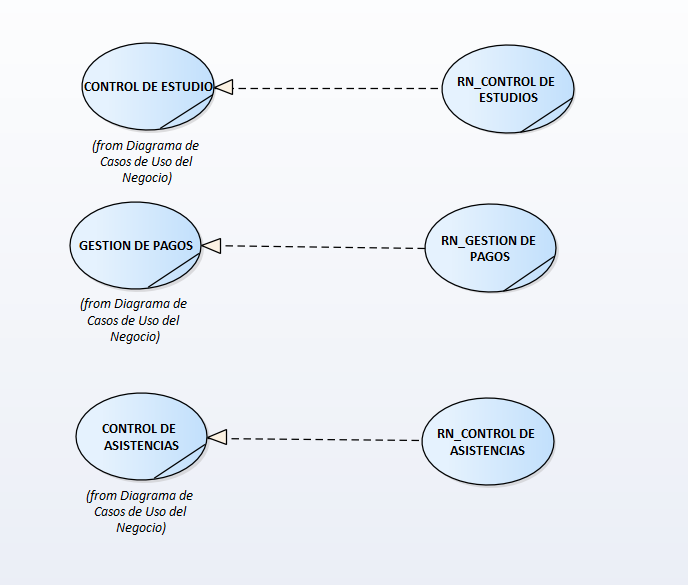 CONTROL DE ESTUDIO
RN_CONTROL DE
ESTUDIOS
(from Diagrama de
Casos de Uso del
Negocio)
GESTION DE PAGOS
RN_GESTION DE
PAGOS
(from Diagrama de
Casos de Uso del
Negocio)
CONTROL DE
ASISTENCIAS
RN_CONTROL DE
ASISTENCIAS
(from Diagrama de
Casos de Uso del
Negocio)